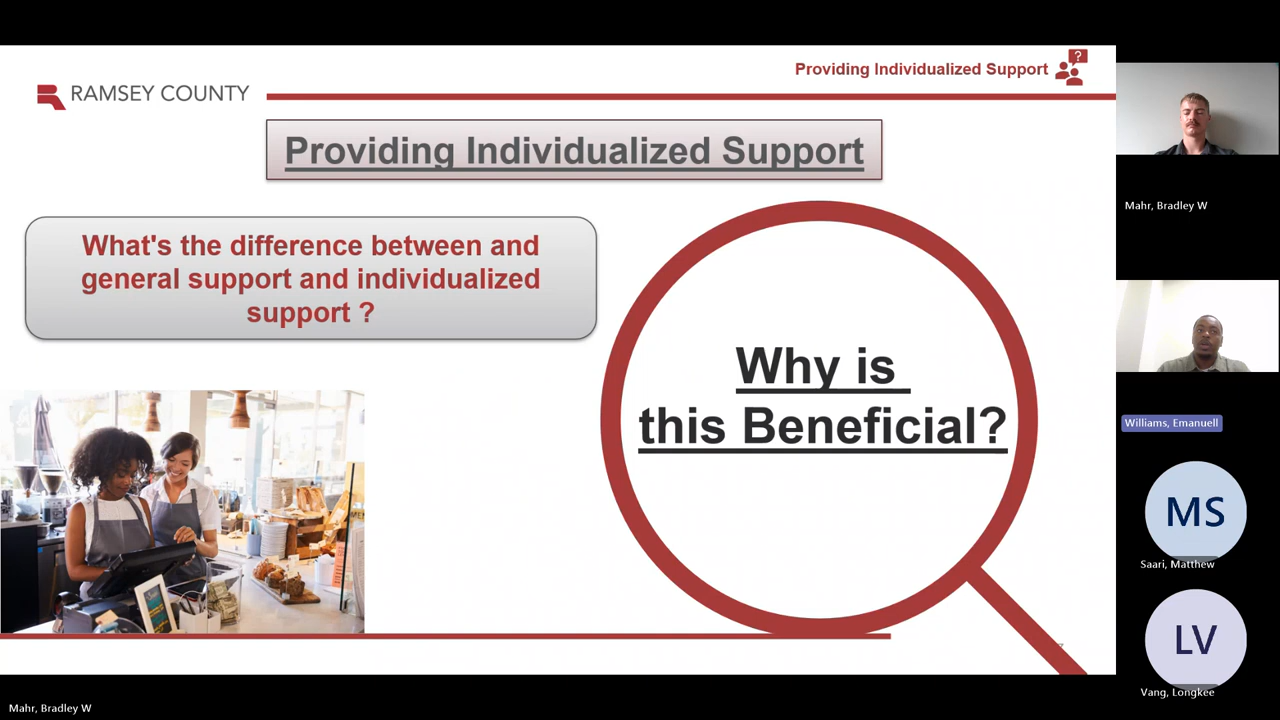 Providing Individualized Support
?
RAMSEY COUNTY
Providing Individualized Support
What's the difference between and
general support and individualized
support ?
Why is
this Beneficial?
Mahr, Bradley W
Williams, Emanuell
MS
Saari, Matthew
LV
Vang, Longkee
Mahr, Bradley W